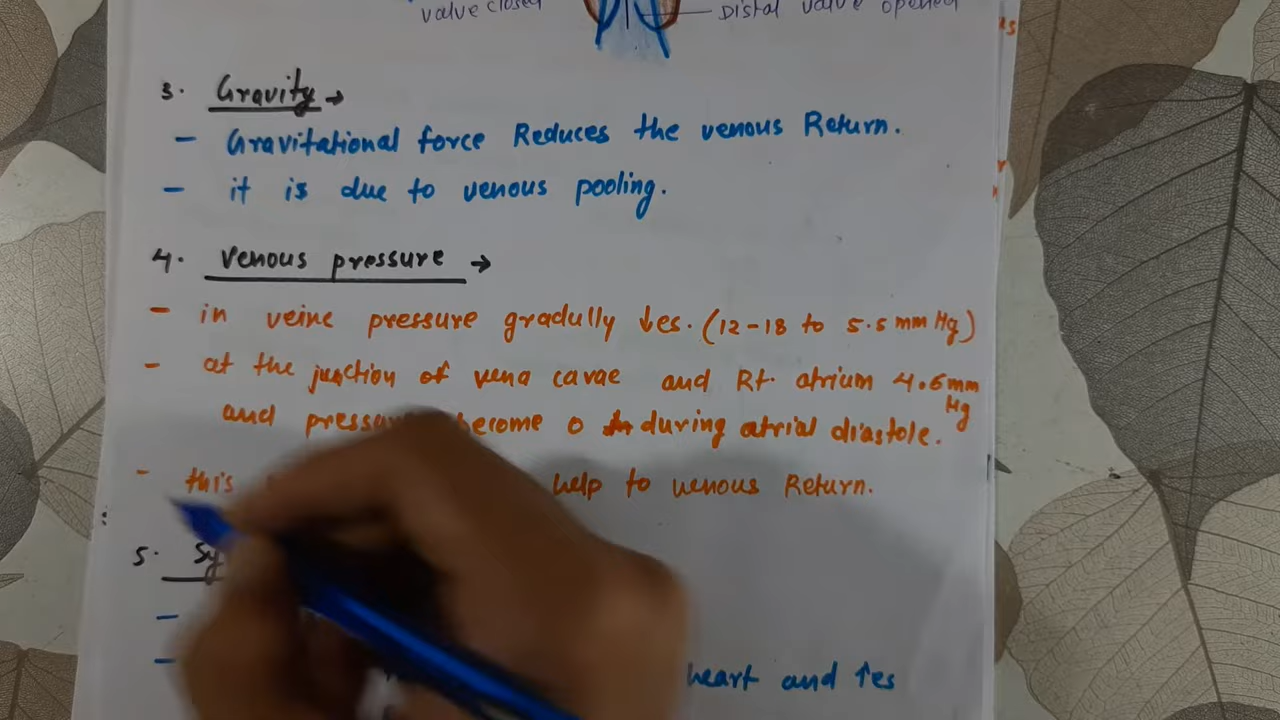 valve closed
Distal valve opened
3. Gravity →
– Gravitational force Reduces the venous Return.
– it is due to venous pooling.
4. Venous pressure →
– in veine pressure gradully ↓es. (12-18 to 5.5 mm Hg)
– at the junction of vena cavae and Rt. atrium 4.6mm Hg
and become 0 during atrial diastole.
– this help to venous Return.
5.
–
– heart and ↑es